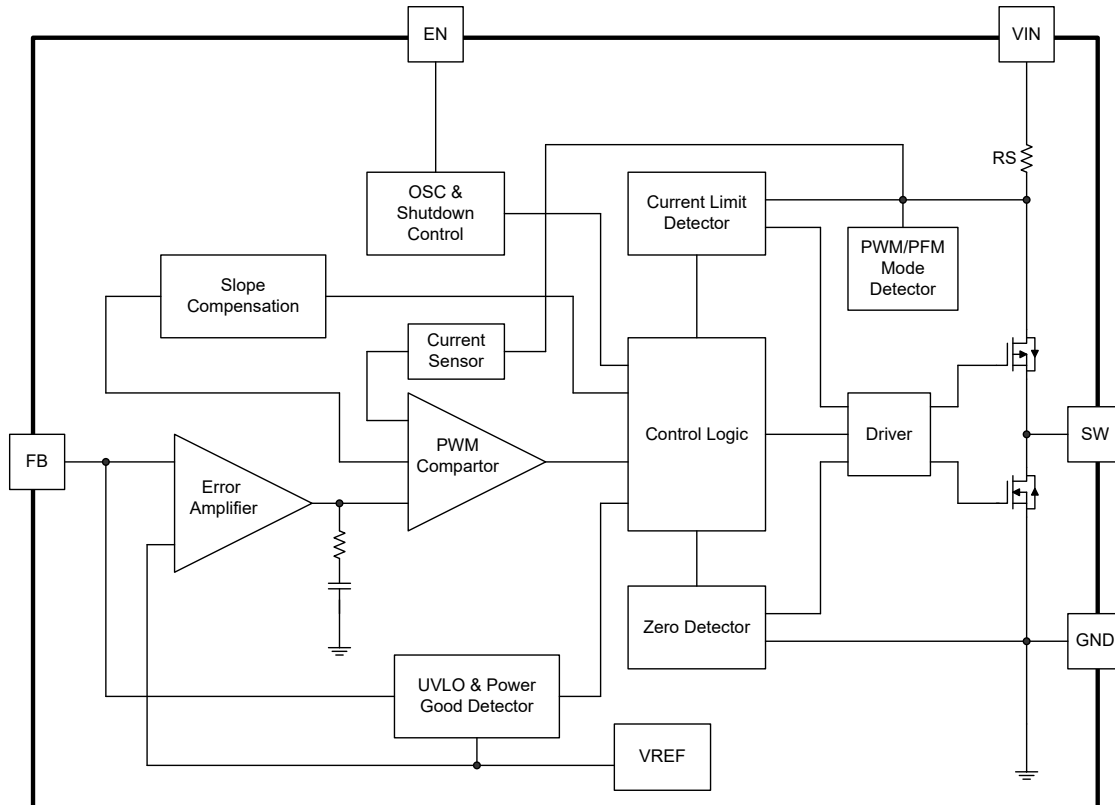 EN
VIN
RS
OSC &
Shutdown
Control
Current Limit
Detector
PWM/PFM
Mode
Detector
Slope
Compensation
Current
Sensor
PWM
Compartor
Control Logic
Driver
SW
FB
Error
Amplifier
Zero Detector
GND
UVLO & Power
Good Detector
VREF